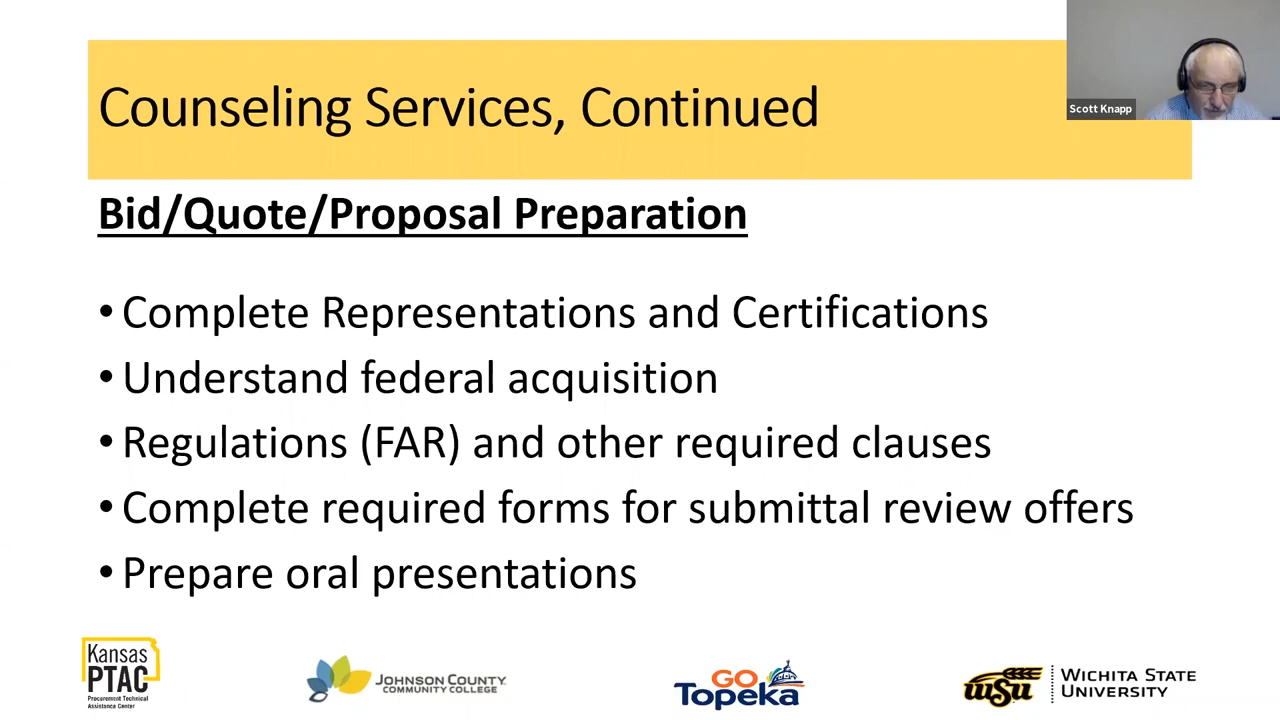 Counseling Services, Continued
Scott Knapp
Bid/Quote/Proposal Preparation
• Complete Representations and Certifications
• Understand federal acquisition
• Regulations (FAR) and other required clauses
• Complete required forms for submittal review offers
• Prepare oral presentations
Kansas
PTAC
Procurement Technical
Assistance Center
JOHNSON COUNTY
COMMUNITY COLLEGE
GO
Topeka
WSU
WICHITA STATE
UNIVERSITY